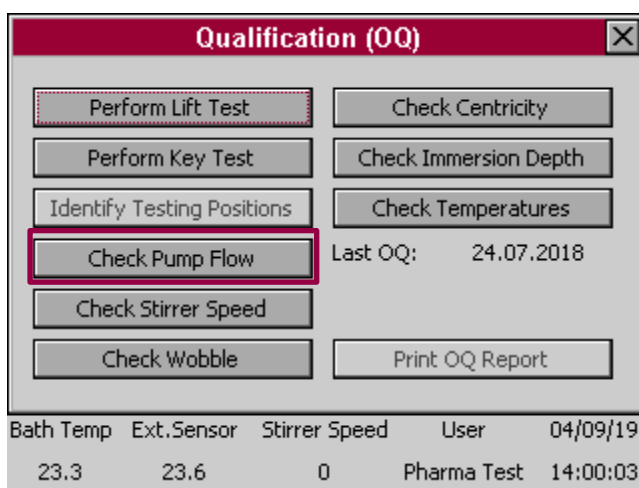 Qualification (OQ)
Perform Lift Test
Check Centricity
Perform Key Test
Check Immersion Depth
Identify Testing Positions
Check Temperatures
Check Pump Flow
Last OQ: 24.07.2018
Check Stirrer Speed
Check Wobble
Print OQ Report
Bath Temp Ext.Sensor Stirrer Speed User 04/09/19
23.3 23.6 0 Pharma Test 14:00:03